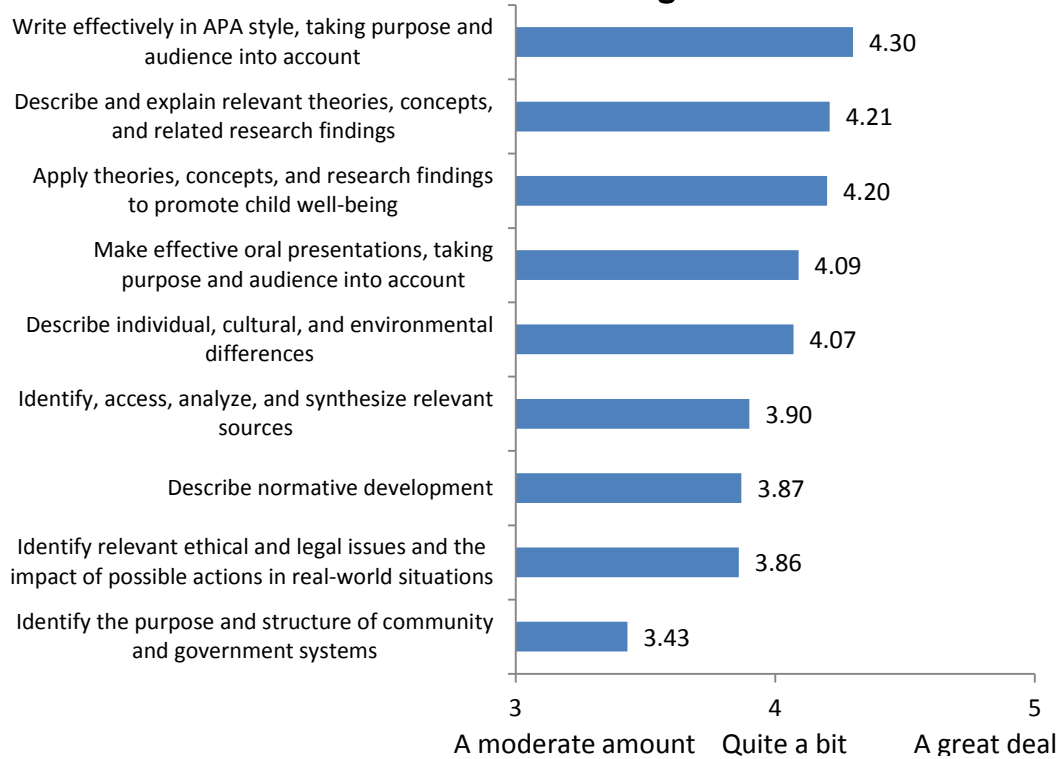 Write effectively in APA style, taking purpose and
audience into account
4.30
Describe and explain relevant theories, concepts,
and related research findings
4.21
Apply theories, concepts, and research findings
to promote child well-being
4.20
Make effective oral presentations, taking
purpose and audience into account
4.09
Describe individual, cultural, and environmental
differences
4.07
Identify, access, analyze, and synthesize relevant
sources
3.90
Describe normative development
3.87
Identify relevant ethical and legal issues and the
impact of possible actions in real-world situations
3.86
Identify the purpose and structure of community
and government systems
3.43
3 4 5
A moderate amount Quite a bit A great deal